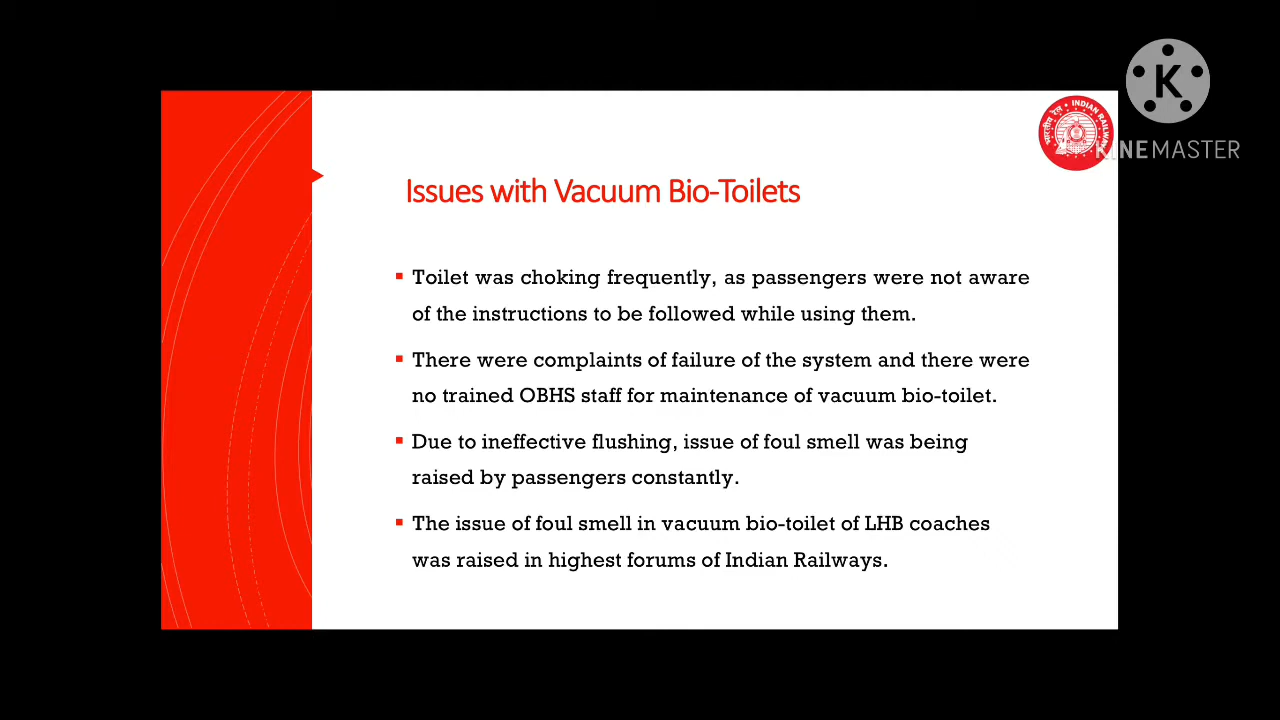 KINEMASTER
भारतीय रेल • INDIAN RAILWAY
Issues with Vacuum Bio-Toilets
Toilet was choking frequently, as passengers were not aware
of the instructions to be followed while using them.
There were complaints of failure of the system and there were
no trained OBHS staff for maintenance of vacuum bio-toilet.
Due to ineffective flushing, issue of foul smell was being
raised by passengers constantly.
The issue of foul smell in vacuum bio-toilet of LHB coaches
was raised in highest forums of Indian Railways.